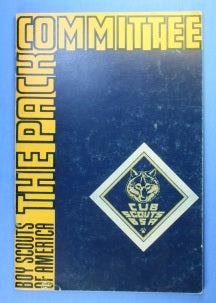 THE PACK COMMITTEE
BOY SCOUTS
OF AMERICA
CUB
SCOUTS
BSA